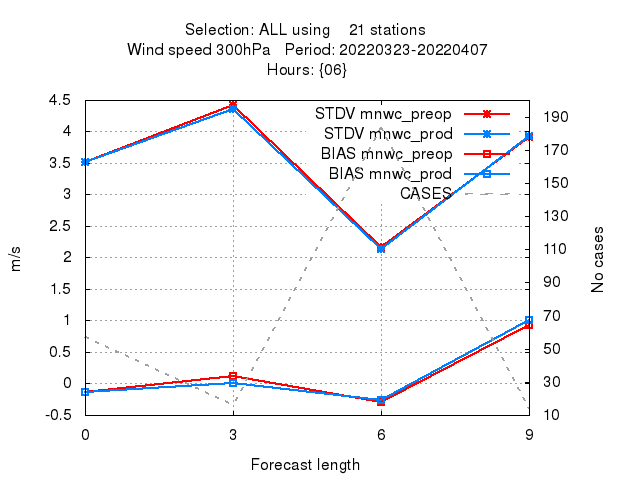 Selection: ALL using    21 stations
Wind speed 300hPa   Period: 20220323-20220407
Hours: {06}
STDV mnwc_preop
STDV mnwc_prod
BIAS mnwc_preop
BIAS mnwc_prod
CASES
4.5
4
3.5
3
2.5
2
1.5
1
0.5
0
-0.5
m/s
190
170
150
130
110
90
70
50
30
10
No cases
0 3 6 9
Forecast length